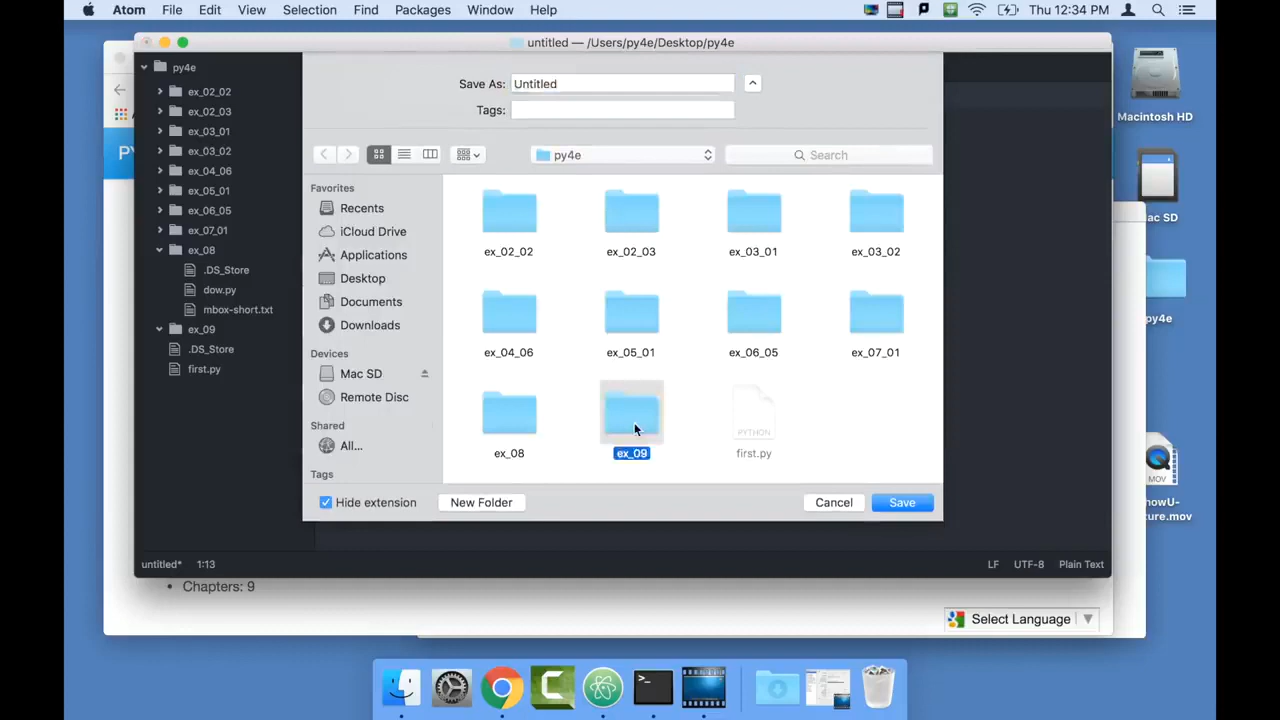 Atom File Edit View Selection Find Packages Window Help Thu 12:34 PM
untitled — /Users/py4e/Desktop/py4e
py4e
ex_02_02
ex_02_03
ex_03_01
ex_03_02
ex_04_06
ex_05_01
ex_06_05
ex_07_01
ex_08
.DS_Store
dow.py
mbox-short.txt
ex_09
.DS_Store
first.py
Save As: Untitled
Tags:
py4e
Search
Favorites
Recents
iCloud Drive
Applications
Desktop
Documents
Downloads
Devices
Mac SD
Remote Disc
Shared
All...
Tags
ex_02_02 ex_02_03 ex_03_01 ex_03_02
ex_04_06 ex_05_01 ex_06_05 ex_07_01
PYTHON
ex_08 ex_09 first.py
Hide extension New Folder Cancel Save
untitled* 1:13 LF UTF-8 Plain Text
• Chapters: 9
Select Language
Macintosh HD
ac SD
py4e
MOV
howU-
ure.mov